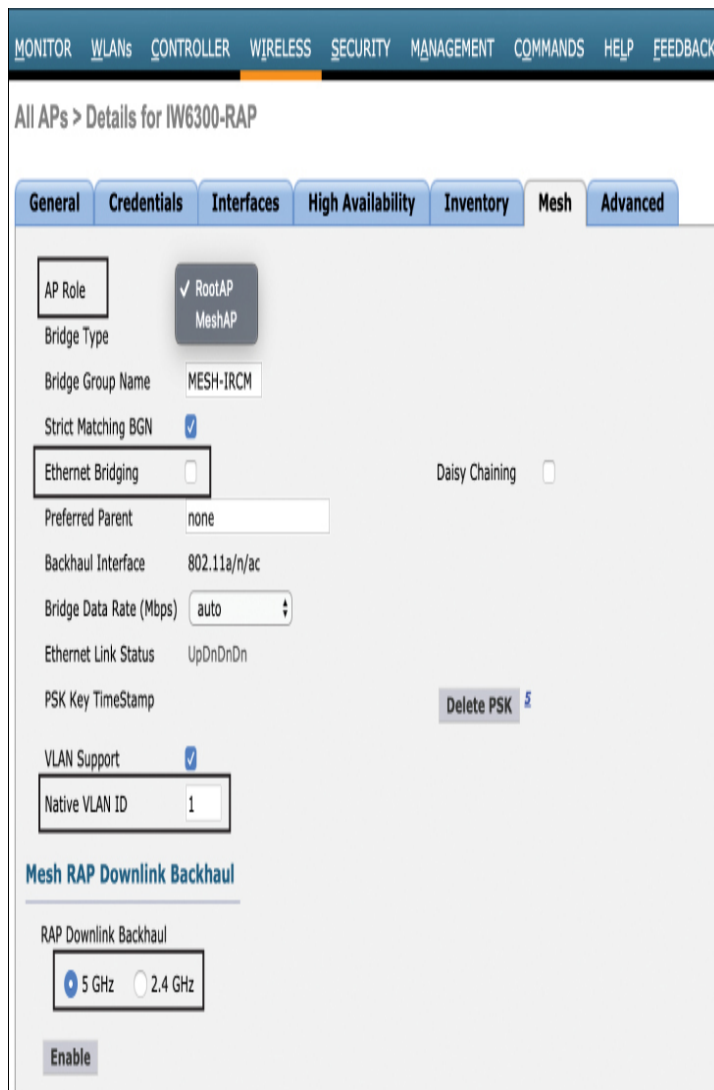 MONITOR WLANs CONTROLLER WIRELESS SECURITY MANAGEMENT COMMANDS HELP FEEDBACK
All APs > Details for IW6300-RAP
General Credentials Interfaces High Availability Inventory Mesh Advanced
AP Role ✓ RootAP
MeshAP
Bridge Type
Bridge Group Name MESH-IRCM
Strict Matching BGN
Ethernet Bridging Daisy Chaining
Preferred Parent none
Backhaul Interface 802.11a/n/ac
Bridge Data Rate (Mbps) auto
Ethernet Link Status UpDnDnDn
PSK Key TimeStamp Delete PSK 5
VLAN Support
Native VLAN ID 1
Mesh RAP Downlink Backhaul
RAP Downlink Backhaul
5 GHz 2.4 GHz
Enable